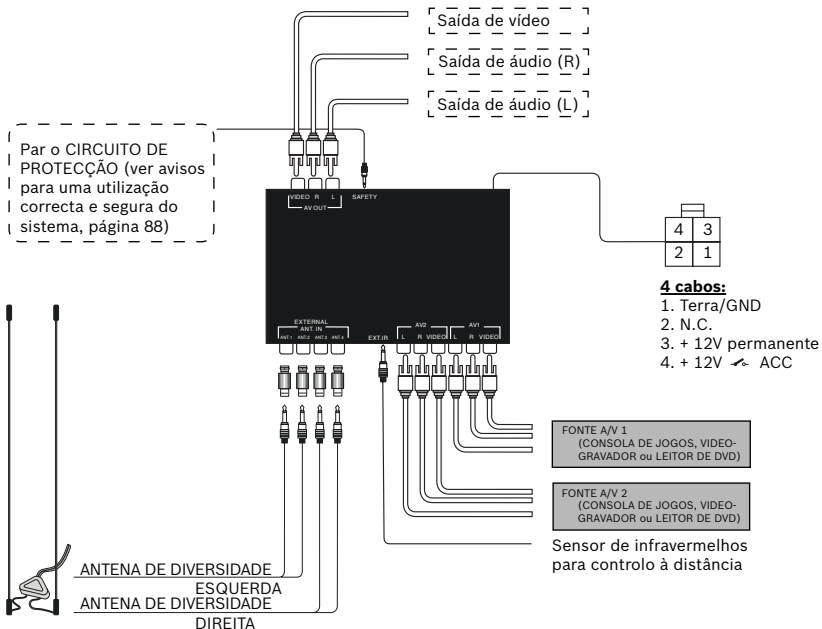 Saída de vídeo
Saída de áudio (R)
Saída de áudio (L)
Par o CIRCUITO DE
PROTECÇÃO (ver avisos
para uma utilização
correcta e segura do
sistema, página 88)
VIDEO R L SAFETY
AV OUT
4 3
2 1
4 cabos:
1. Terra/GND
2. N.C.
3. + 12V permanente
4. + 12V ACC
EXTERNAL
ANT. IN
ANT.1 ANT.2 ANT.3 ANT.4
EXT.IR
AV2 AV1
L R VIDEO L R VIDEO
FONTE A/V 1
(CONSOLA DE JOGOS, VIDEO-
GRAVADOR ou LEITOR DE DVD)
FONTE A/V 2
(CONSOLA DE JOGOS, VIDEO-
GRAVADOR ou LEITOR DE DVD)
Sensor de infravermelhos
para controlo à distância
ANTENA DE DIVERSIDADE
ESQUERDA
ANTENA DE DIVERSIDADE
DIREITA